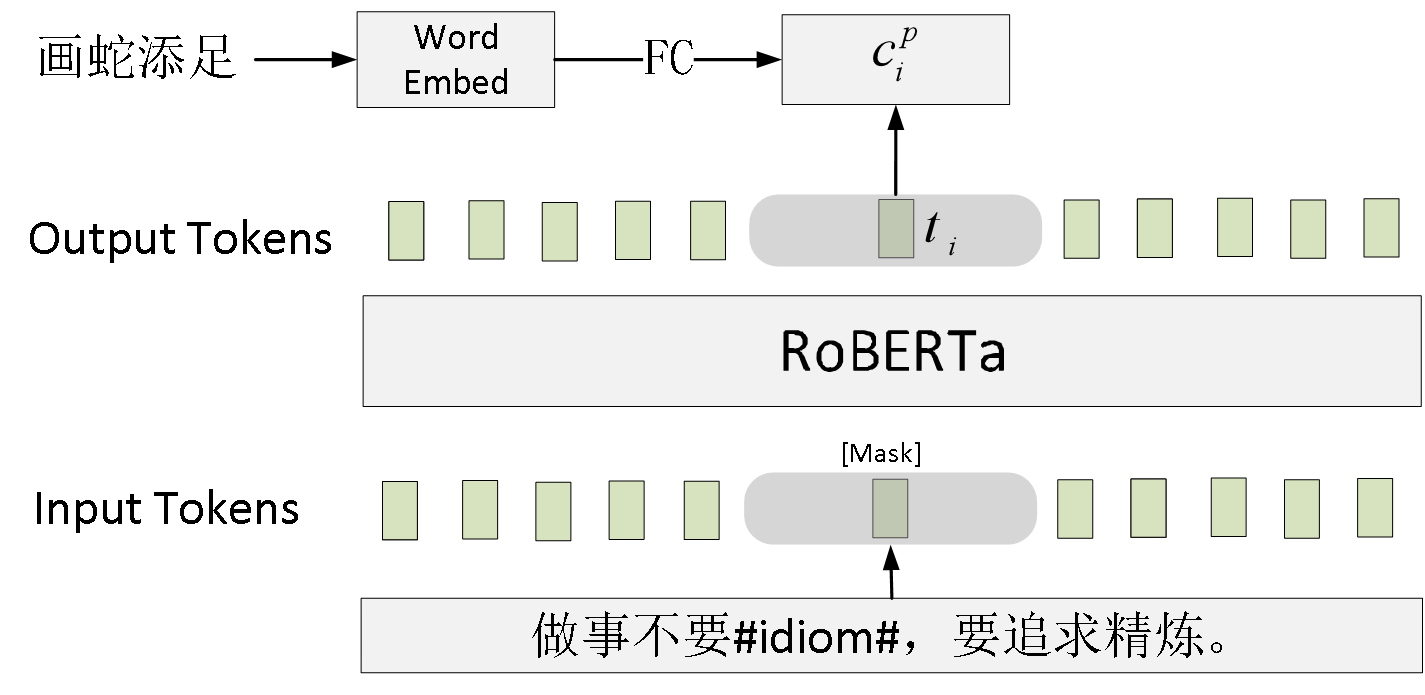 画蛇添足
Word
Embed
FC
c_i^p
Output Tokens
t_i
RoBERTa
[Mask]
Input Tokens
做事不要#idiom#，要追求精炼。